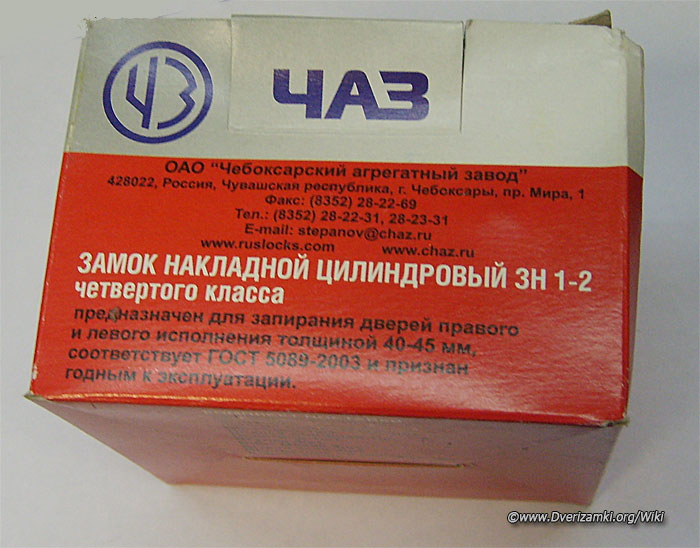 ЧЗ
ЧАЗ
ОАО "Чебоксарский агрегатный завод"
428022, Россия, Чувашская республика, г. Чебоксары, пр. Мира, 1
Факс: (8352) 28-22-69
Тел.: (8352) 28-22-31, 28-23-31
E-mail: stepanov@chaz.ru
www.ruslocks.com www.chaz.ru
ЗАМОК НАКЛАДНОЙ ЦИЛИНДРОВЫЙ ЗН 1-2
четвертого класса
предназначен для запирания дверей правого
и левого исполнения толщиной 40-45 мм,
соответствует ГОСТ 5089-2003 и признан
годным к эксплуатации.
©www.Dverizamki.org/Wiki